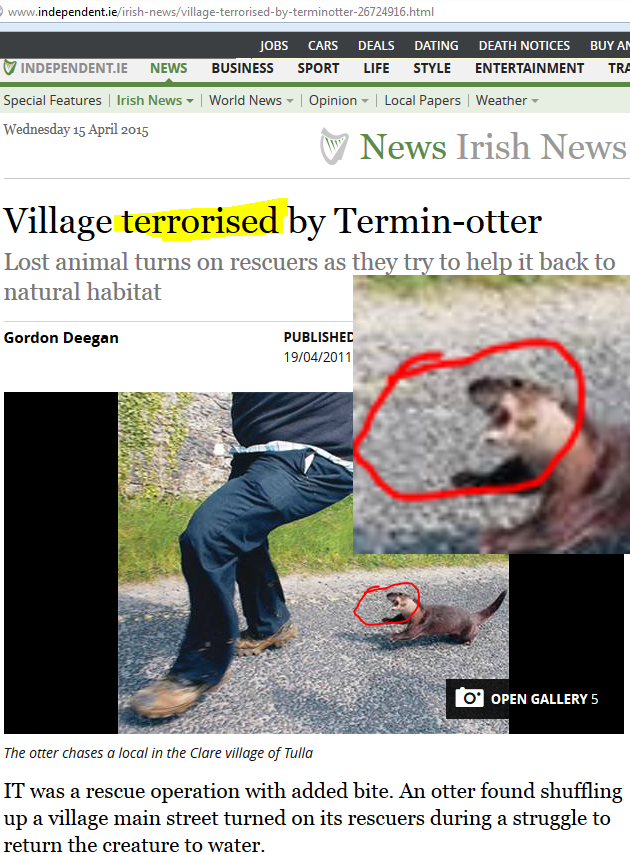 www.independent.ie/irish-news/village-terrorised-by-terminotter-26724916.html
JOBS CARS DEALS DATING DEATH NOTICES BUY AN
INDEPENDENT.IE NEWS BUSINESS SPORT LIFE STYLE ENTERTAINMENT TRA
Special Features Irish News World News Opinion Local Papers Weather
Wednesday 15 April 2015
News Irish News
Village terrorised by Termin-otter
Lost animal turns on rescuers as they try to help it back to
natural habitat
Gordon Deegan
PUBLISHED
19/04/2011
OPEN GALLERY 5
The otter chases a local in the Clare village of Tulla
IT was a rescue operation with added bite. An otter found shuffling
up a village main street turned on its rescuers during a struggle to
return the creature to water.